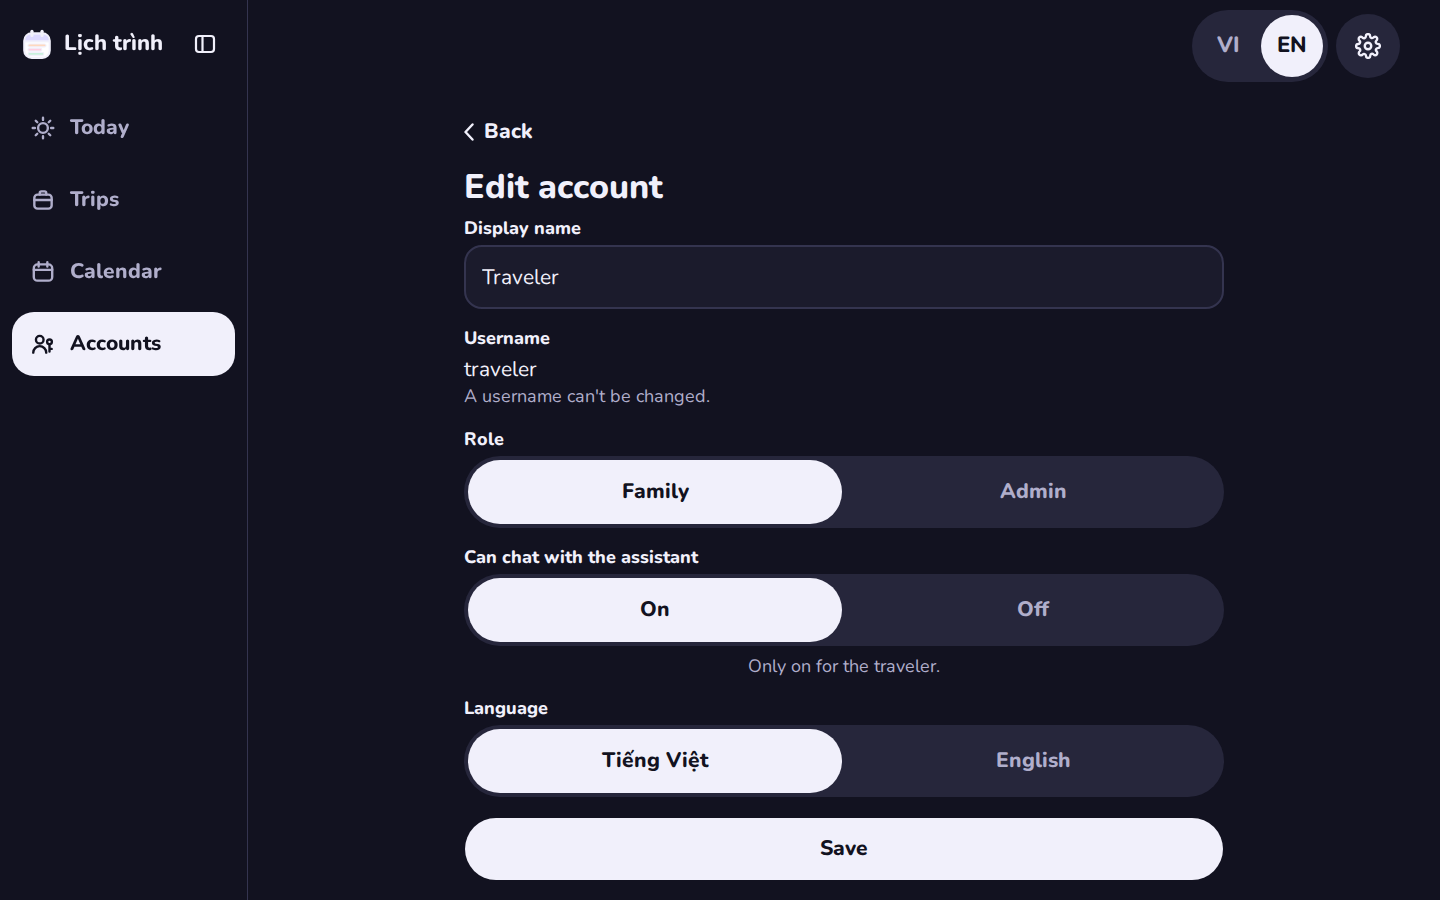 Lịch trình
VI
EN
Today
Trips
Calendar
Accounts
Back
Edit account
Display name
Traveler
Username
traveler
A username can't be changed.
Role
Family
Admin
Can chat with the assistant
On
Off
Only on for the traveler.
Language
Tiếng Việt
English
Save